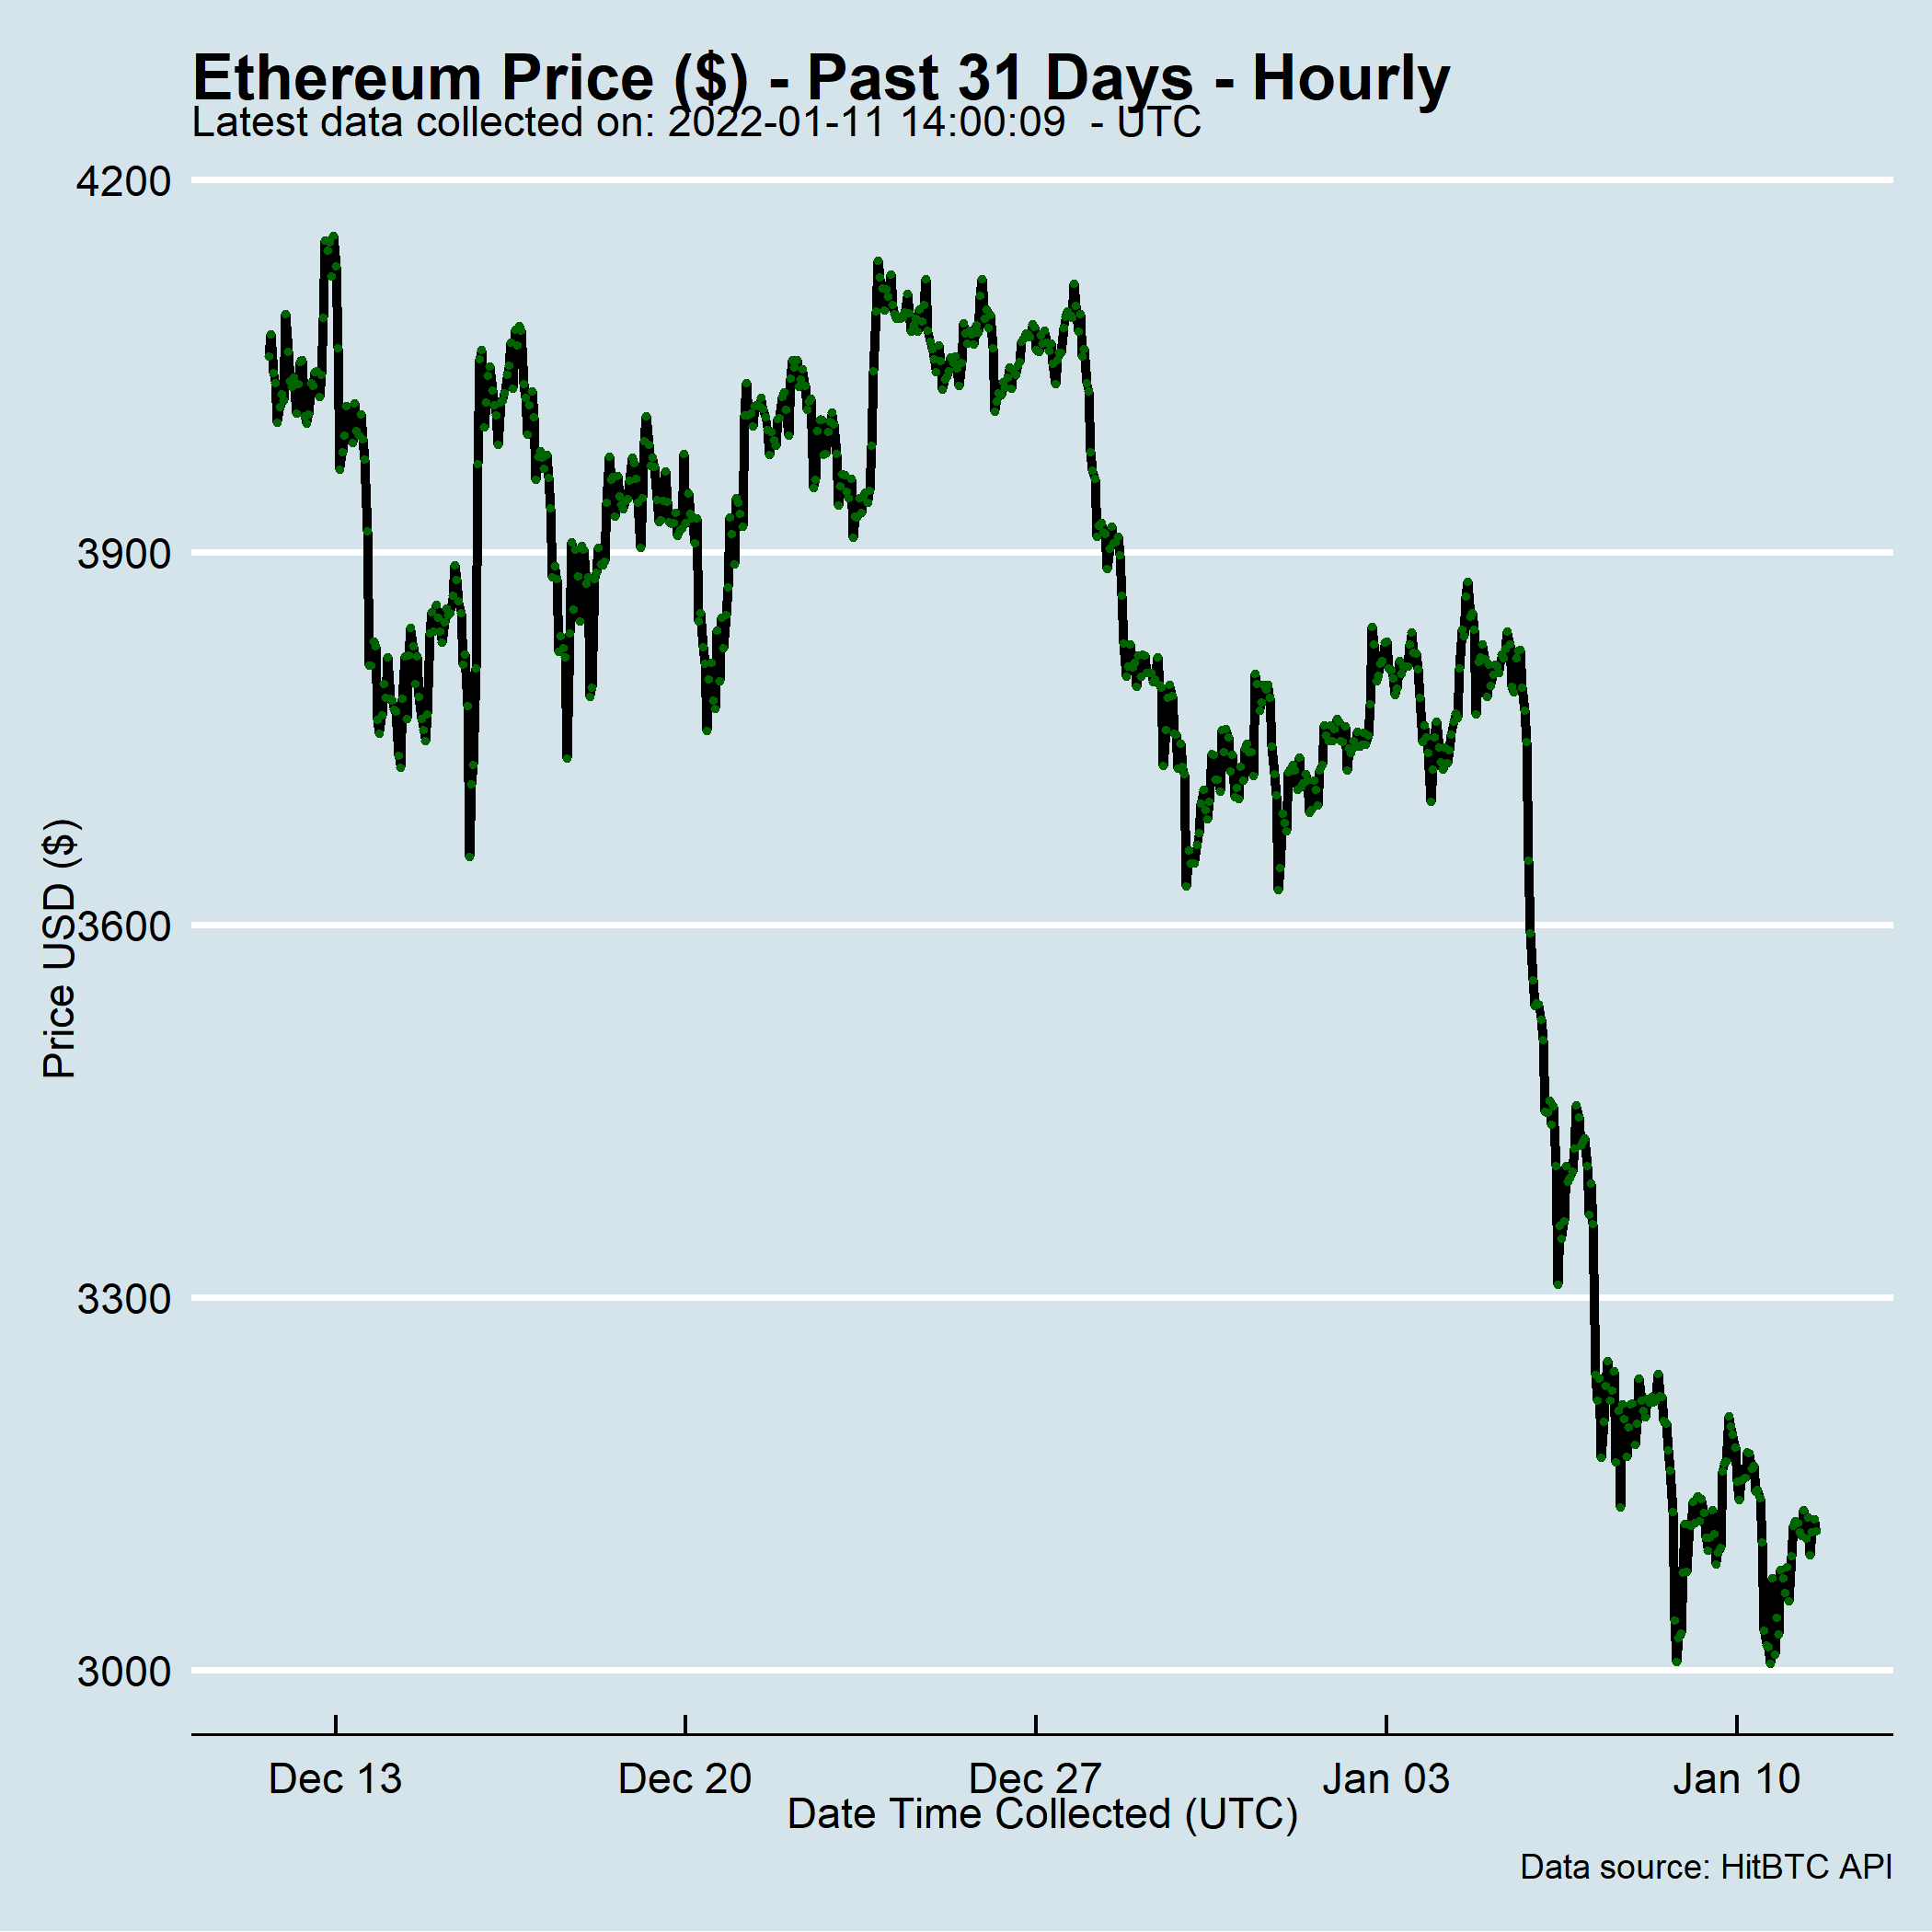 Ethereum Price ($) - Past 31 Days - Hourly
Latest data collected on: 2022-01-11 14:00:09  - UTC
4200
3900
3600
3300
3000
Price USD ($)
Dec 13
Dec 20
Dec 27
Jan 03
Jan 10
Date Time Collected (UTC)
Data source: HitBTC API